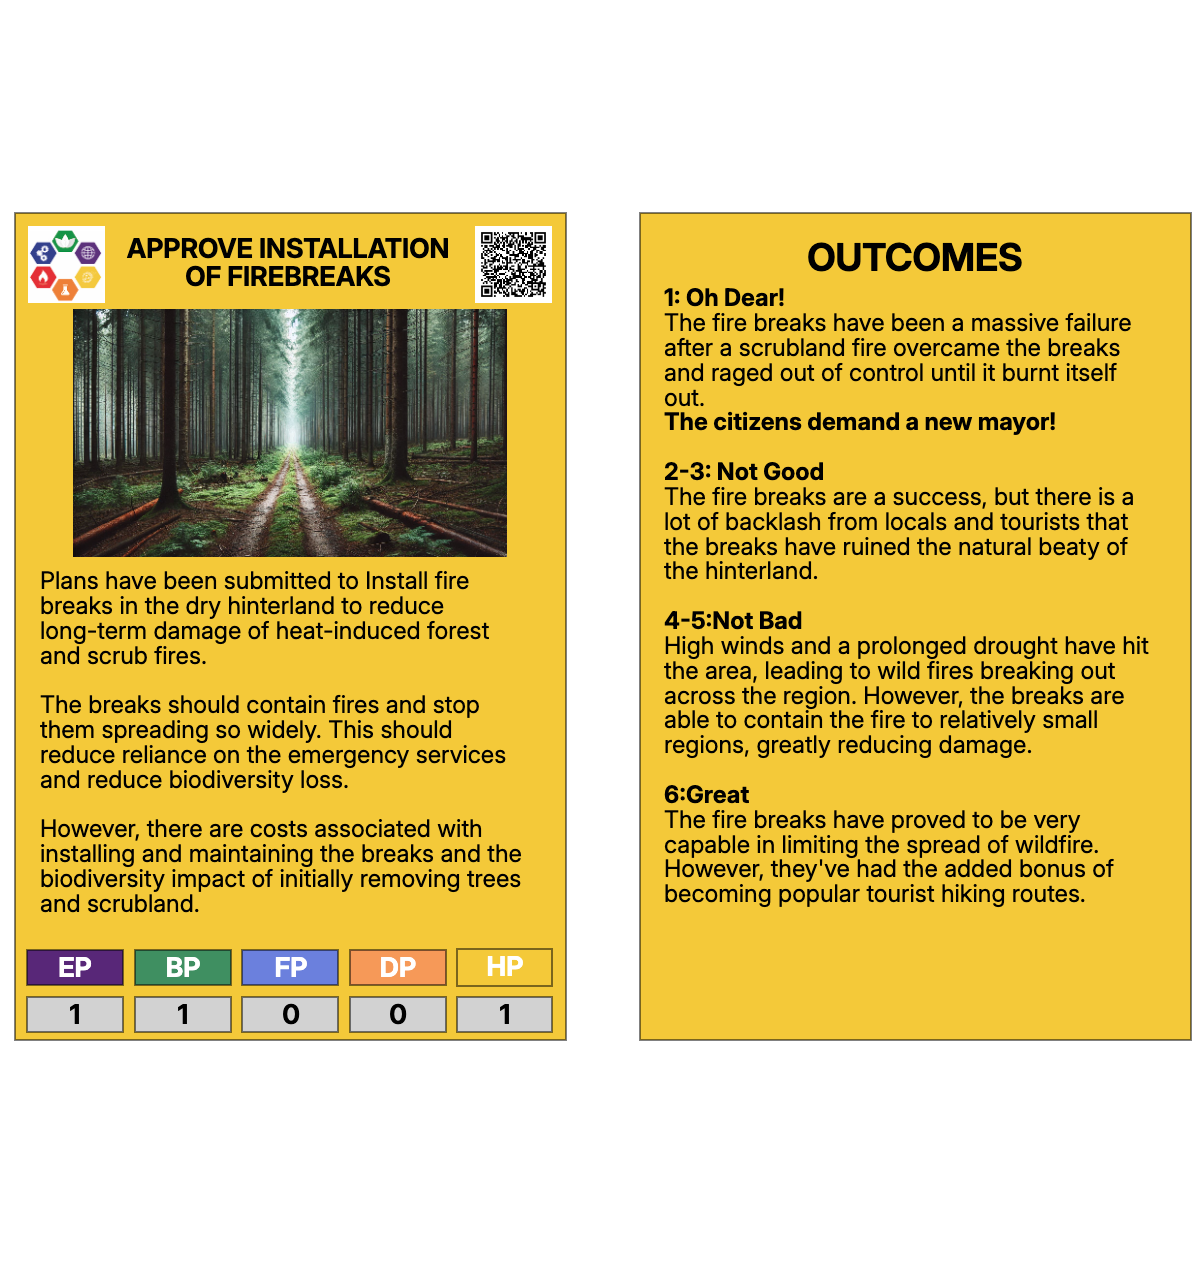 APPROVE INSTALLATION
OF FIREBREAKS
Plans have been submitted to Install fire
breaks in the dry hinterland to reduce
long-term damage of heat-induced forest
and scrub fires.
The breaks should contain fires and stop
them spreading so widely. This should
reduce reliance on the emergency services
and reduce biodiversity loss.
However, there are costs associated with
installing and maintaining the breaks and the
biodiversity impact of initially removing trees
and scrubland.
EP BP FP DP HP
1 1 0 0 1
OUTCOMES
1: Oh Dear!
The fire breaks have been a massive failure
after a scrubland fire overcame the breaks
and raged out of control until it burnt itself
out.
The citizens demand a new mayor!
2-3: Not Good
The fire breaks are a success, but there is a
lot of backlash from locals and tourists that
the breaks have ruined the natural beaty of
the hinterland.
4-5:Not Bad
High winds and a prolonged drought have hit
the area, leading to wild fires breaking out
across the region. However, the breaks are
able to contain the fire to relatively small
regions, greatly reducing damage.
6:Great
The fire breaks have proved to be very
capable in limiting the spread of wildfire.
However, they've had the added bonus of
becoming popular tourist hiking routes.